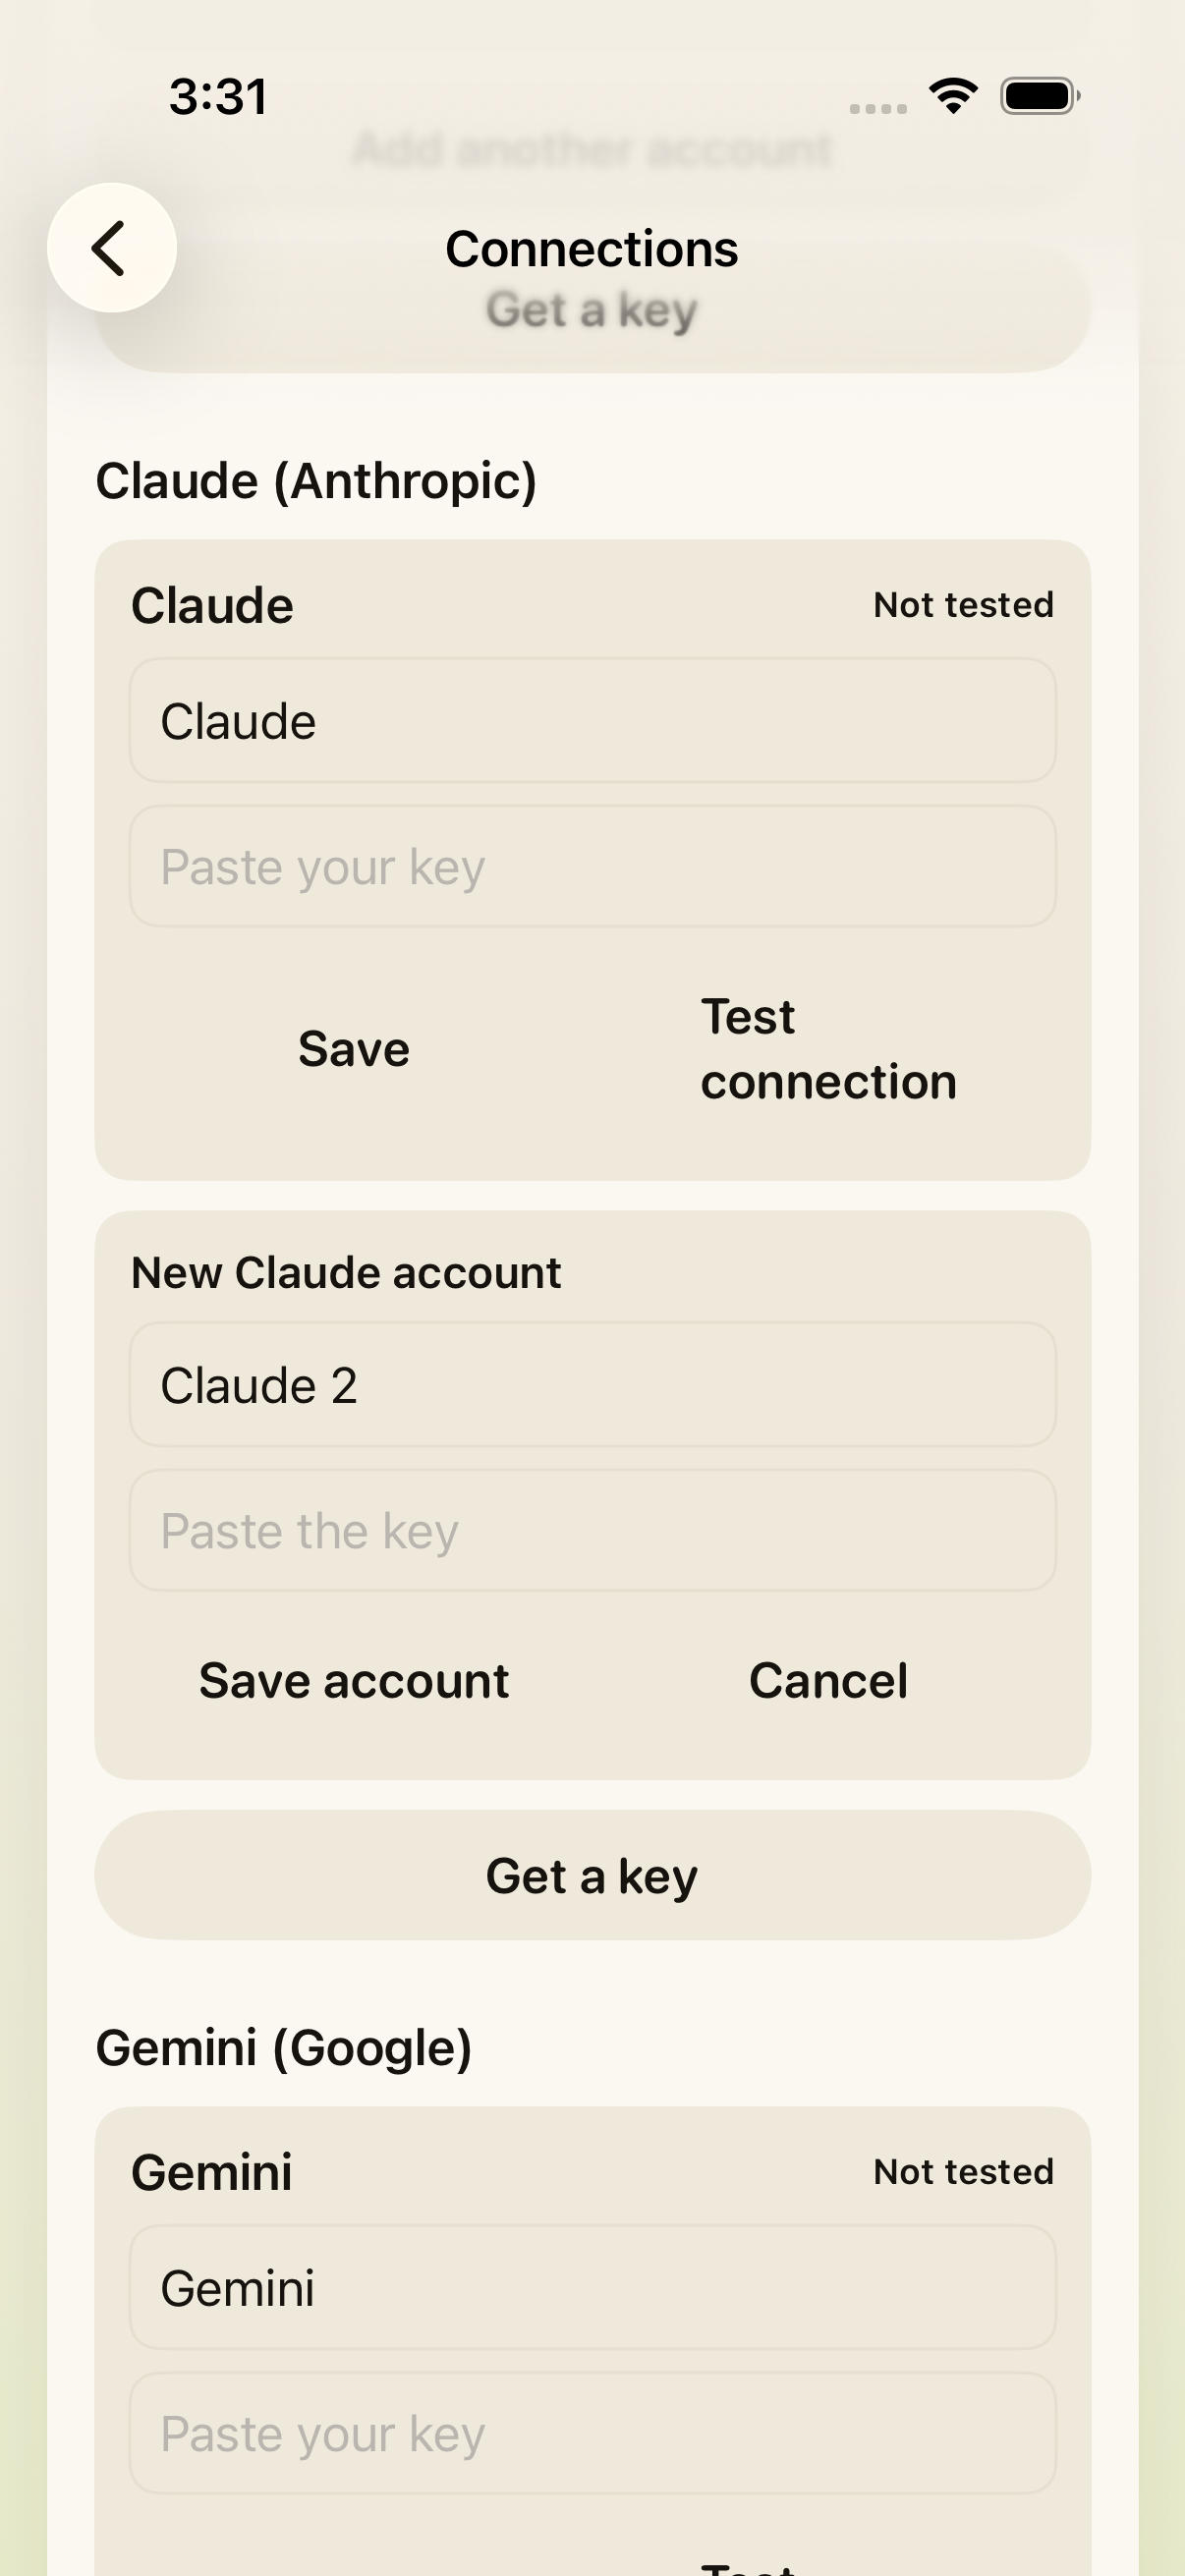 3:31
Add another account
Connections
Get a key
Claude (Anthropic)
Claude
Not tested
Claude
Paste your key
Save
Test
connection
New Claude account
Claude 2
Paste the key
Save account
Cancel
Get a key
Gemini (Google)
Gemini
Not tested
Gemini
Paste your key
Test